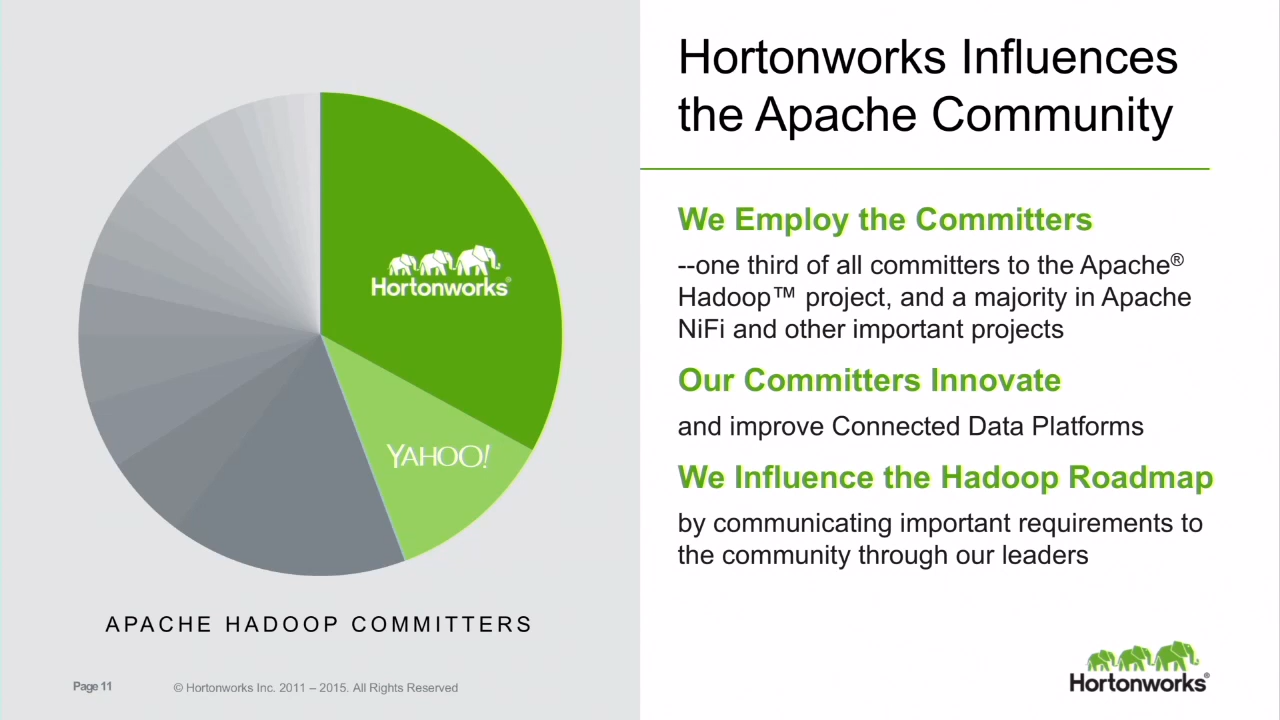 Hortonworks Influences
the Apache Community
Hortonworks®
YAHOO!
APACHE HADOOP COMMITTERS
We Employ the Committers
--one third of all committers to the Apache®
Hadoop™ project, and a majority in Apache
NiFi and other important projects
Our Committers Innovate
and improve Connected Data Platforms
We Influence the Hadoop Roadmap
by communicating important requirements to
the community through our leaders
Page 11
© Hortonworks Inc. 2011 – 2015. All Rights Reserved
Hortonworks®